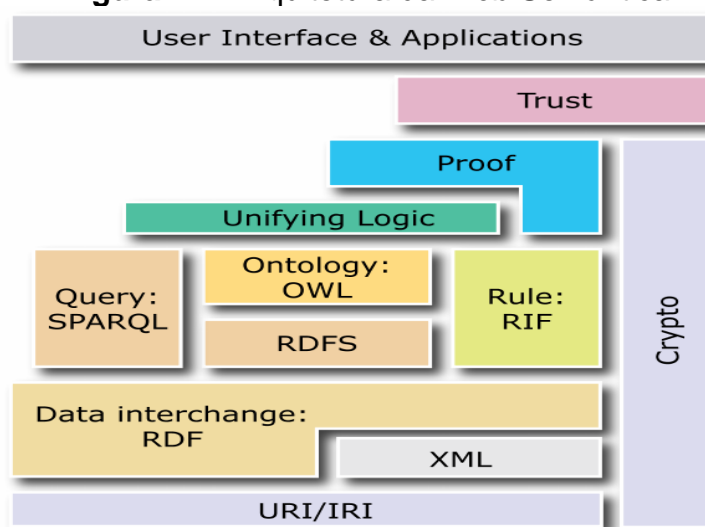 User Interface & Applications
Trust
Proof
Unifying Logic
Query:
SPARQL
Ontology:
OWL
RDFS
Rule:
RIF
Crypto
Data interchange:
RDF
XML
URI/IRI